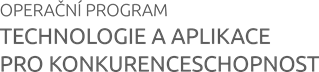 OPERAČNÍ PROGRAM
TECHNOLOGIE A APLIKACE
PRO KONKURENCESCHOPNOST